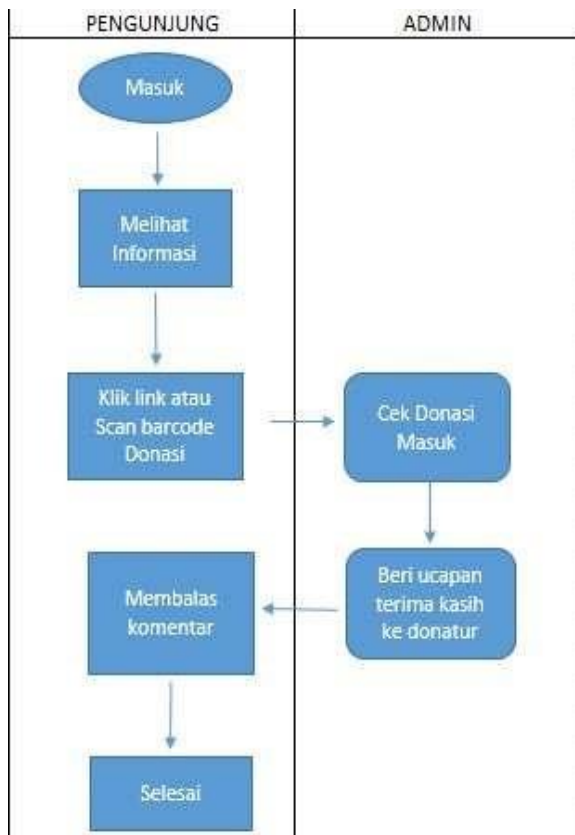 PENGUNJUNG
ADMIN
Masuk
Melihat
Informasi
Klik link atau
Scan barcode
Donasi
Cek Donasi
Masuk
Beri ucapan
terima kasih
ke donatur
Membalas
komentar
Selesai